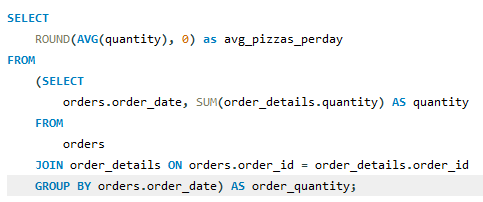 SELECT
    ROUND(AVG(quantity), 0) as avg_pizzas_perday
FROM
    (SELECT
        orders.order_date, SUM(order_details.quantity) AS quantity
    FROM
        orders
    JOIN order_details ON orders.order_id = order_details.order_id
    GROUP BY orders.order_date) AS order_quantity;